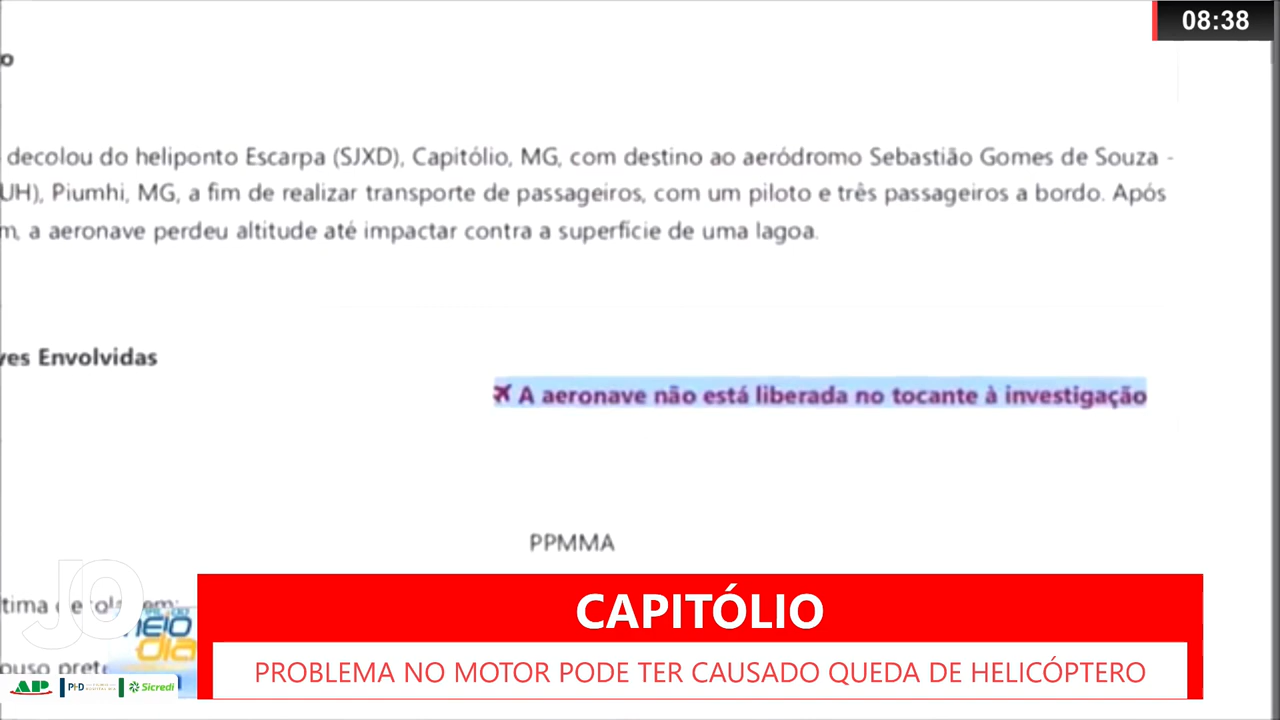 08:38
o
decolou do heliponto Escarpa (SJXD), Capitólio, MG, com destino ao aeródromo Sebastião Gomes de Souza -
UH), Piumhi, MG, a fim de realizar transporte de passageiros, com um piloto e três passageiros a bordo. Após
m, a aeronave perdeu altitude até impactar contra a superfície de uma lagoa.
ves Envolvidas
A aeronave não está liberada no tocante à investigação
PPMMA
JO
CAPITÓLIO
PROBLEMA NO MOTOR PODE TER CAUSADO QUEDA DE HELICÓPTERO
AP
PHD
Sicredi